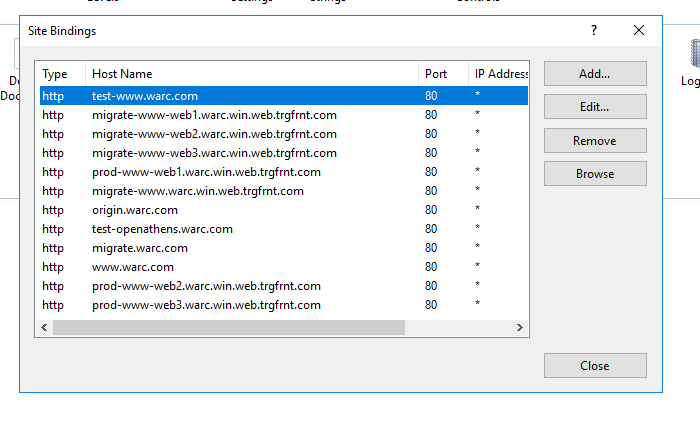 Settings
Site Bindings ? ×
Type Host Name Port IP Address
http test-www.warc.com 80 *
http migrate-www-web1.warc.win.web.trgfrnt.com 80 *
http migrate-www-web2.warc.win.web.trgfrnt.com 80 *
http migrate-www-web3.warc.win.web.trgfrnt.com 80 *
http prod-www-web1.warc.win.web.trgfrnt.com 80 *
http migrate-www.warc.win.web.trgfrnt.com 80 *
http origin.warc.com 80 *
http test-openathens.warc.com 80 *
http migrate.warc.com 80 *
http www.warc.com 80 *
http prod-www-web2.warc.win.web.trgfrnt.com 80 *
http prod-www-web3.warc.win.web.trgfrnt.com 80 *
Add...
Edit...
Remove
Browse
Close
Log